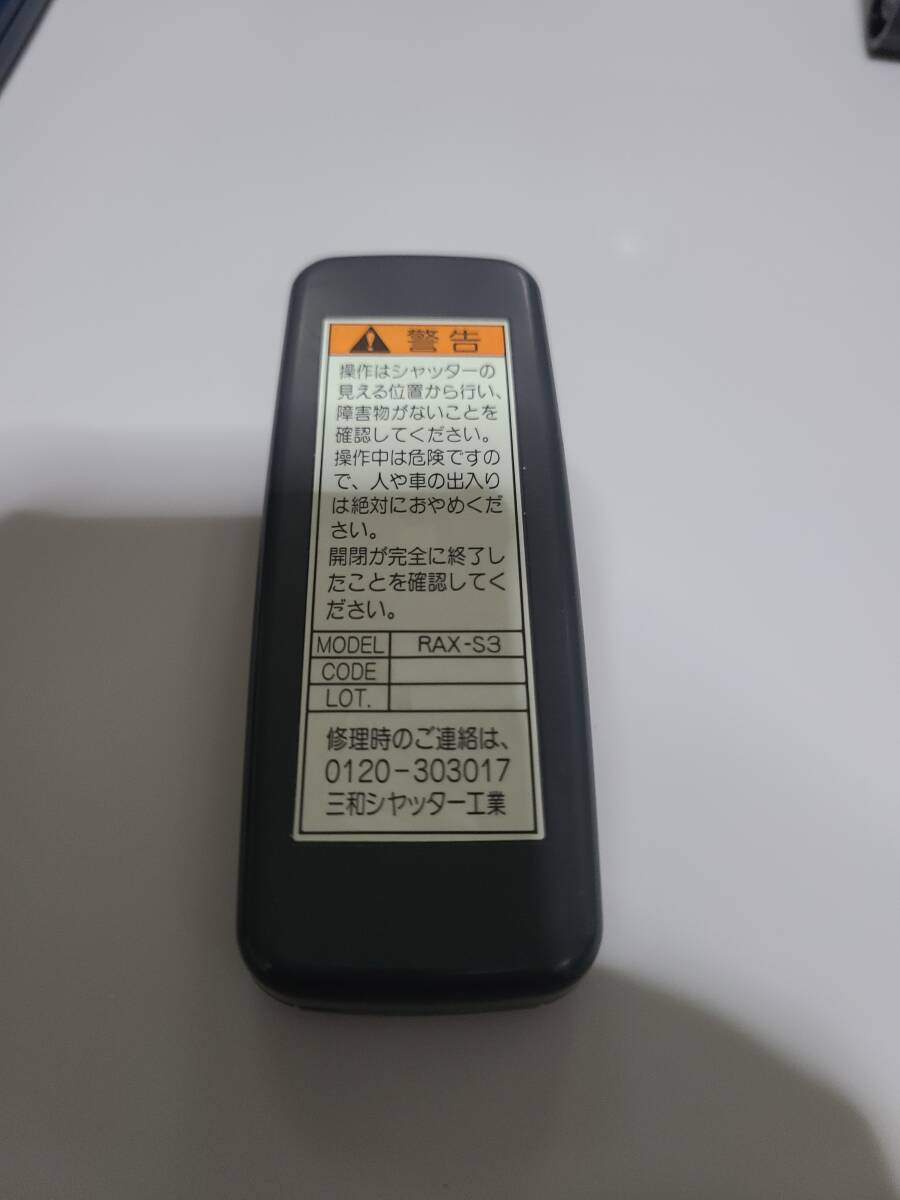 警告
操作はシャッターの
見える位置から行い、
障害物がないことを
確認してください。
操作中は危険ですの
で、人や車の出入り
は絶対におやめくだ
さい。
開閉が完全に終了し
たことを確認してく
ださい。
MODEL RAX-S3
CODE
LOT.
修理時のご連絡は、
0120-303017
三和シヤッター工業